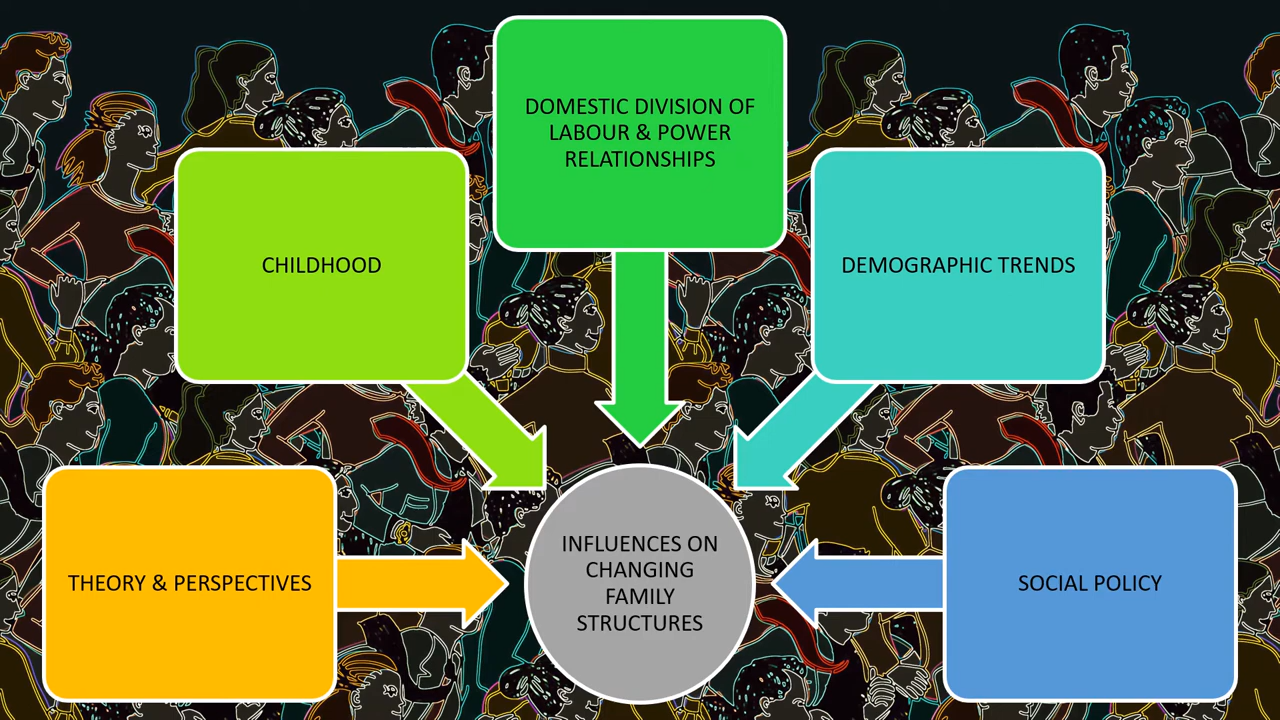 DOMESTIC DIVISION OF
LABOUR & POWER
RELATIONSHIPS
CHILDHOOD
DEMOGRAPHIC TRENDS
THEORY & PERSPECTIVES
INFLUENCES ON
CHANGING
FAMILY
STRUCTURES
SOCIAL POLICY